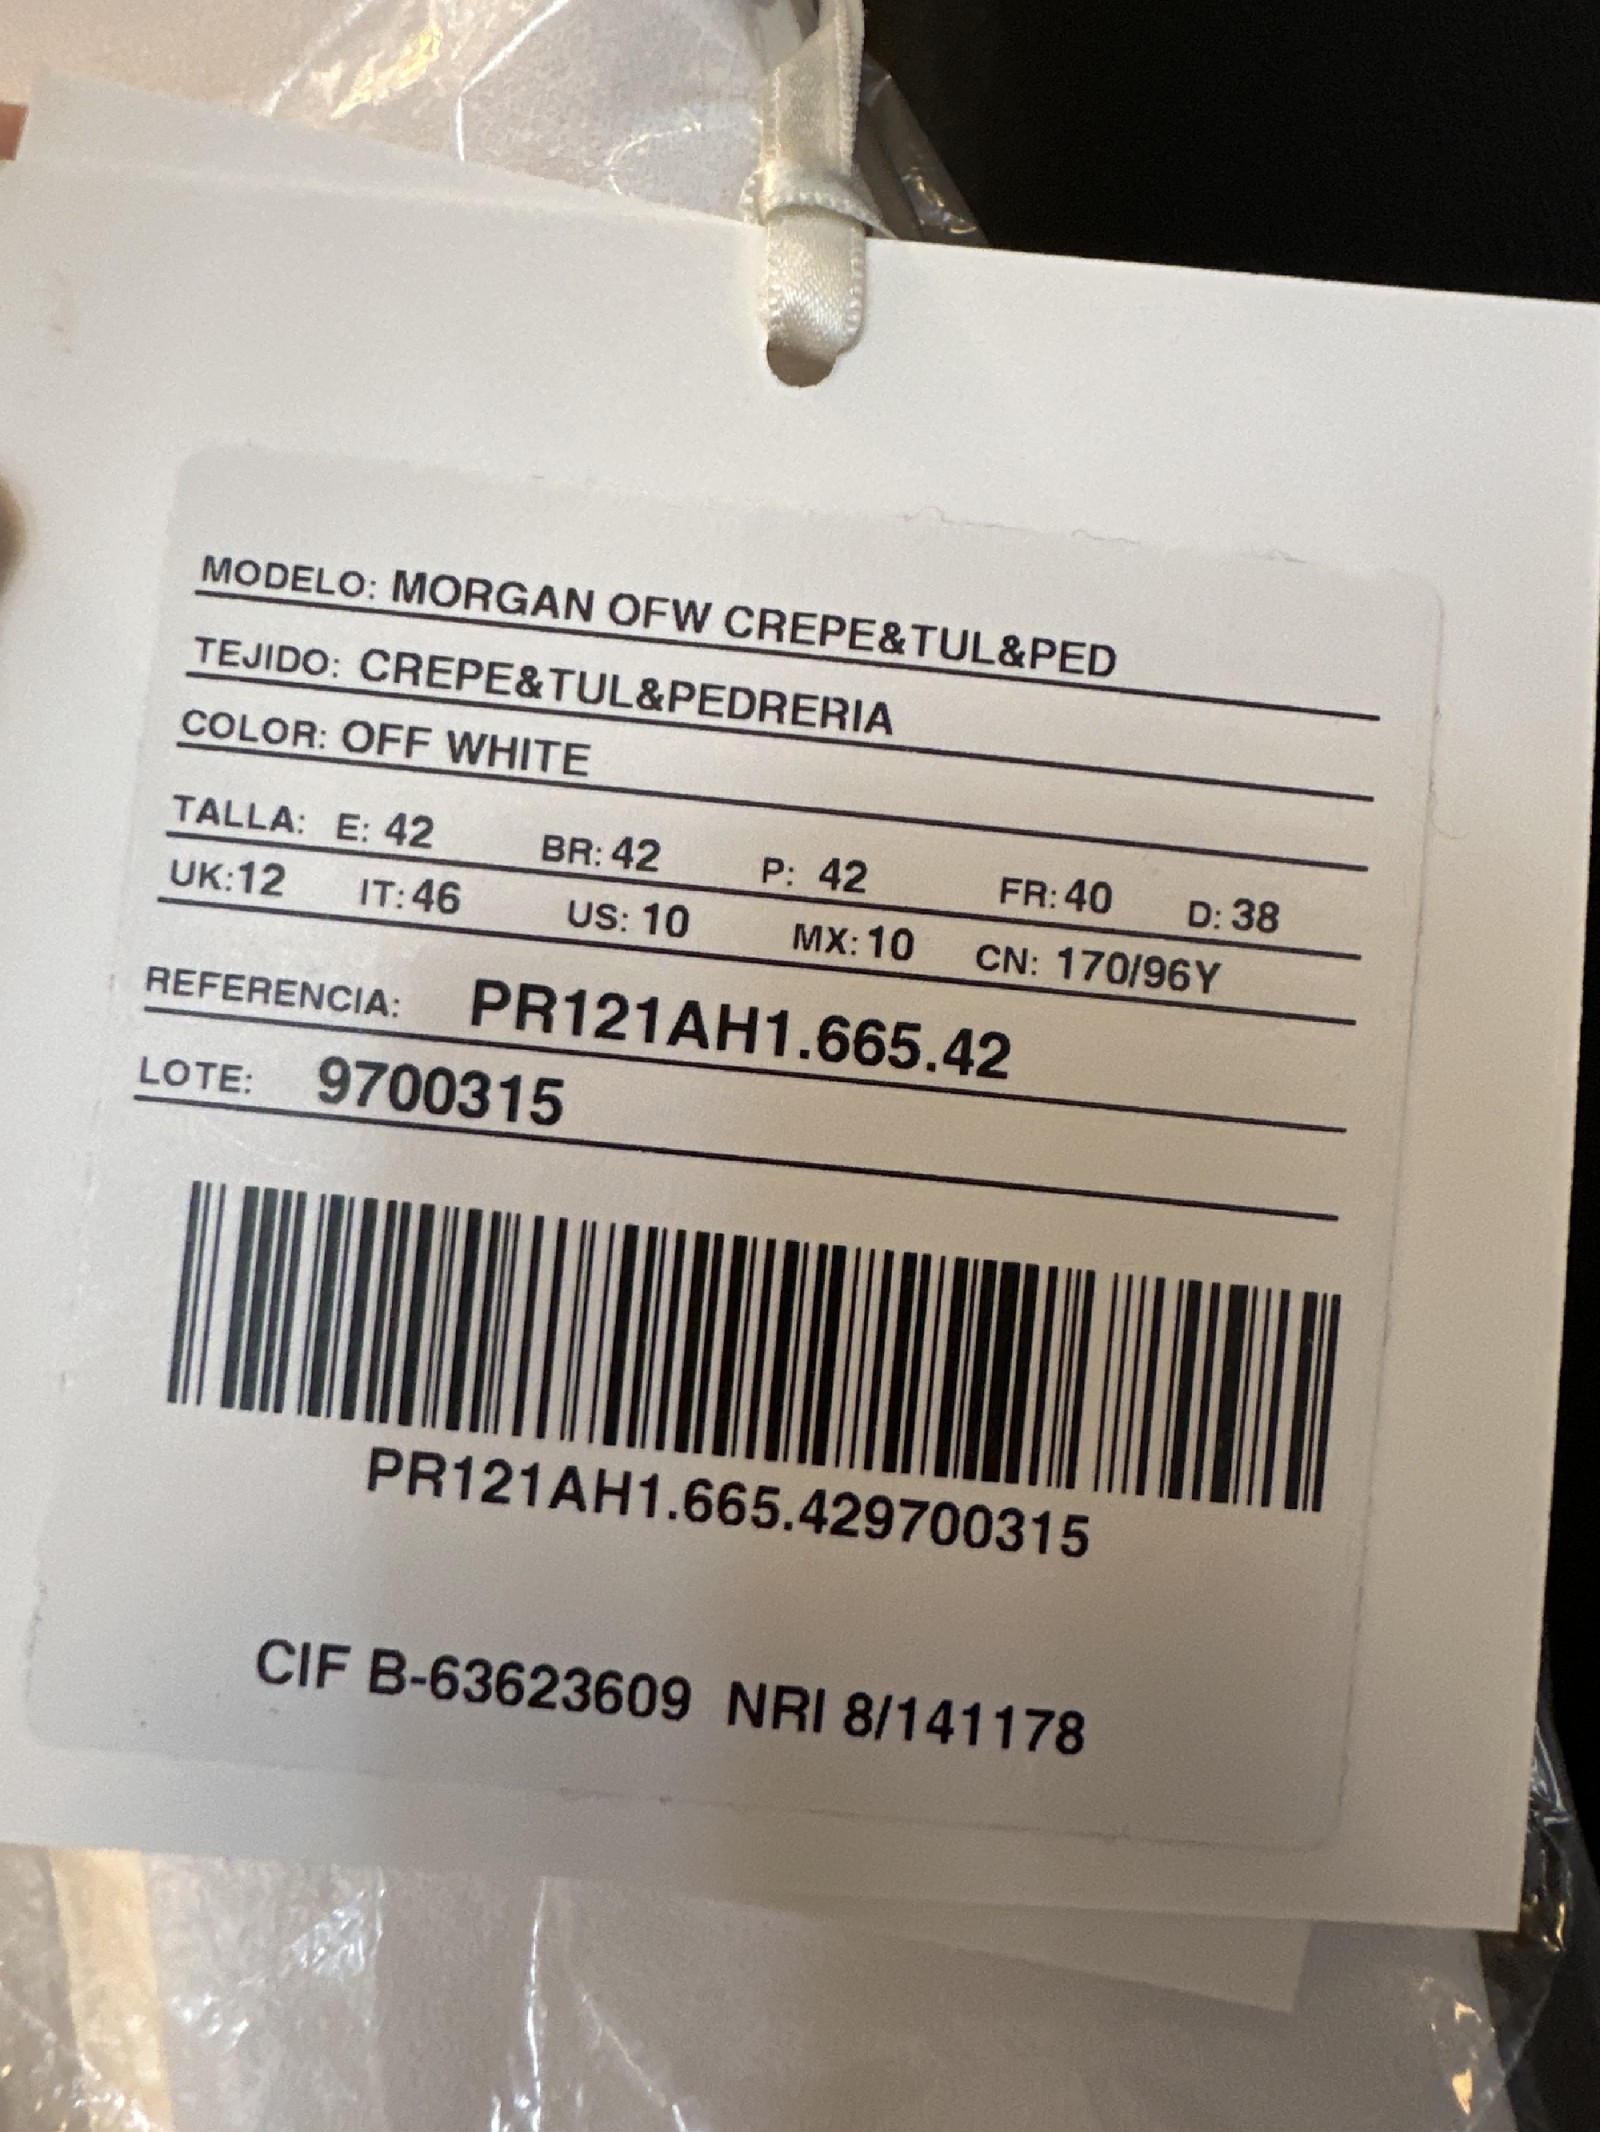 MODELO: MORGAN OFW CREPE&TUL&PED
TEJIDO: CREPE&TUL&PEDRERIA
COLOR: OFF WHITE
TALLA: E: 42 BR: 42 P: 42 FR: 40 D: 38
UK:12 IT: 46 US: 10 MX: 10 CN: 170/96Y
REFERENCIA: PR121AH1.665.42
LOTE: 9700315
PR121AH1.665.429700315
CIF B-63623609 NRI 8/141178